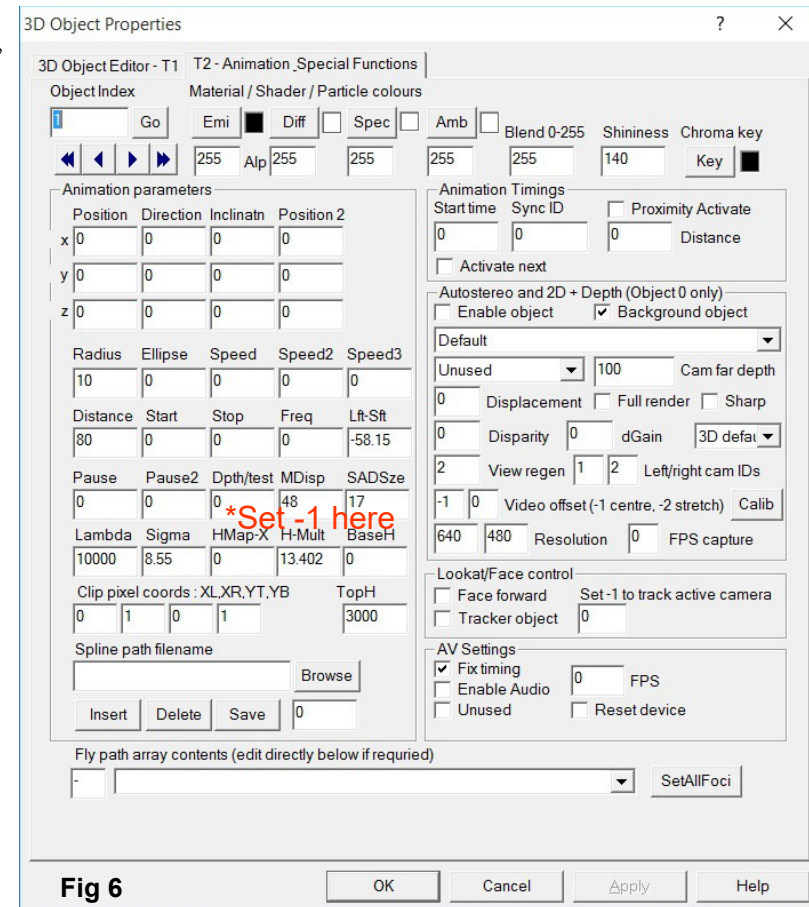 3D Object Properties ? ×
,
3D Object Editor - T1 T2 - Animation _Special Functions
Object Index Material / Shader / Particle colours
1 Go Emi Diff Spec Amb Blend 0-255 Shininess Chroma key
255 Alp 255 255 255 255 140 Key
Animation parameters
Position Direction Inclinatn Position 2
x 0 0 0 0
y 0 0 0 0
z 0 0 0 0
Radius Ellipse Speed Speed2 Speed3
10 0 0 0 0
Distance Start Stop Freq Lft-Sft
80 0 0 0 -58.15
Pause Pause2 Dpth/test MDisp SADSze
0 0 0 48 17
*Set -1 here
Lambda Sigma HMap-X H-Mult BaseH
10000 8.55 0 13.402 0
Clip pixel coords : XL,XR,YT,YB TopH
0 1 0 1 3000
Spline path filename
Browse
Insert Delete Save 0
Animation Timings
Start time Sync ID Proximity Activate
0 0 0 Distance
Activate next
Autostereo and 2D + Depth (Object 0 only)
Enable object Background object
Default
Unused 100 Cam far depth
0 Displacement Full render Sharp
0 Disparity 0 dGain 3D defau
2 View regen 1 2 Left/right cam IDs
-1 0 Video offset (-1 centre, -2 stretch) Calib
640 480 Resolution 0 FPS capture
Lookat/Face control
Face forward Set -1 to track active camera
Tracker object 0
AV Settings
Fix timing
Enable Audio 0 FPS
Unused Reset device
Fly path array contents (edit directly below if requried)
- SetAllFoci
Fig 6 OK Cancel Apply Help